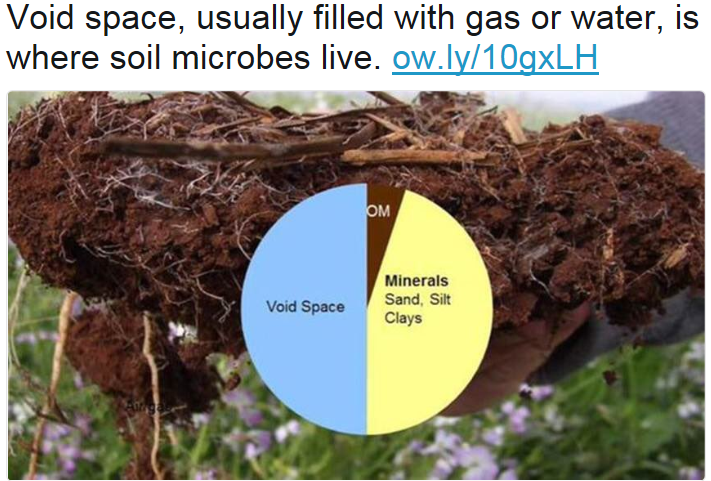 Void space, usually filled with gas or water, is
where soil microbes live. ow.ly/10gxLH
OM
Minerals
Sand, Silt
Clays
Void Space